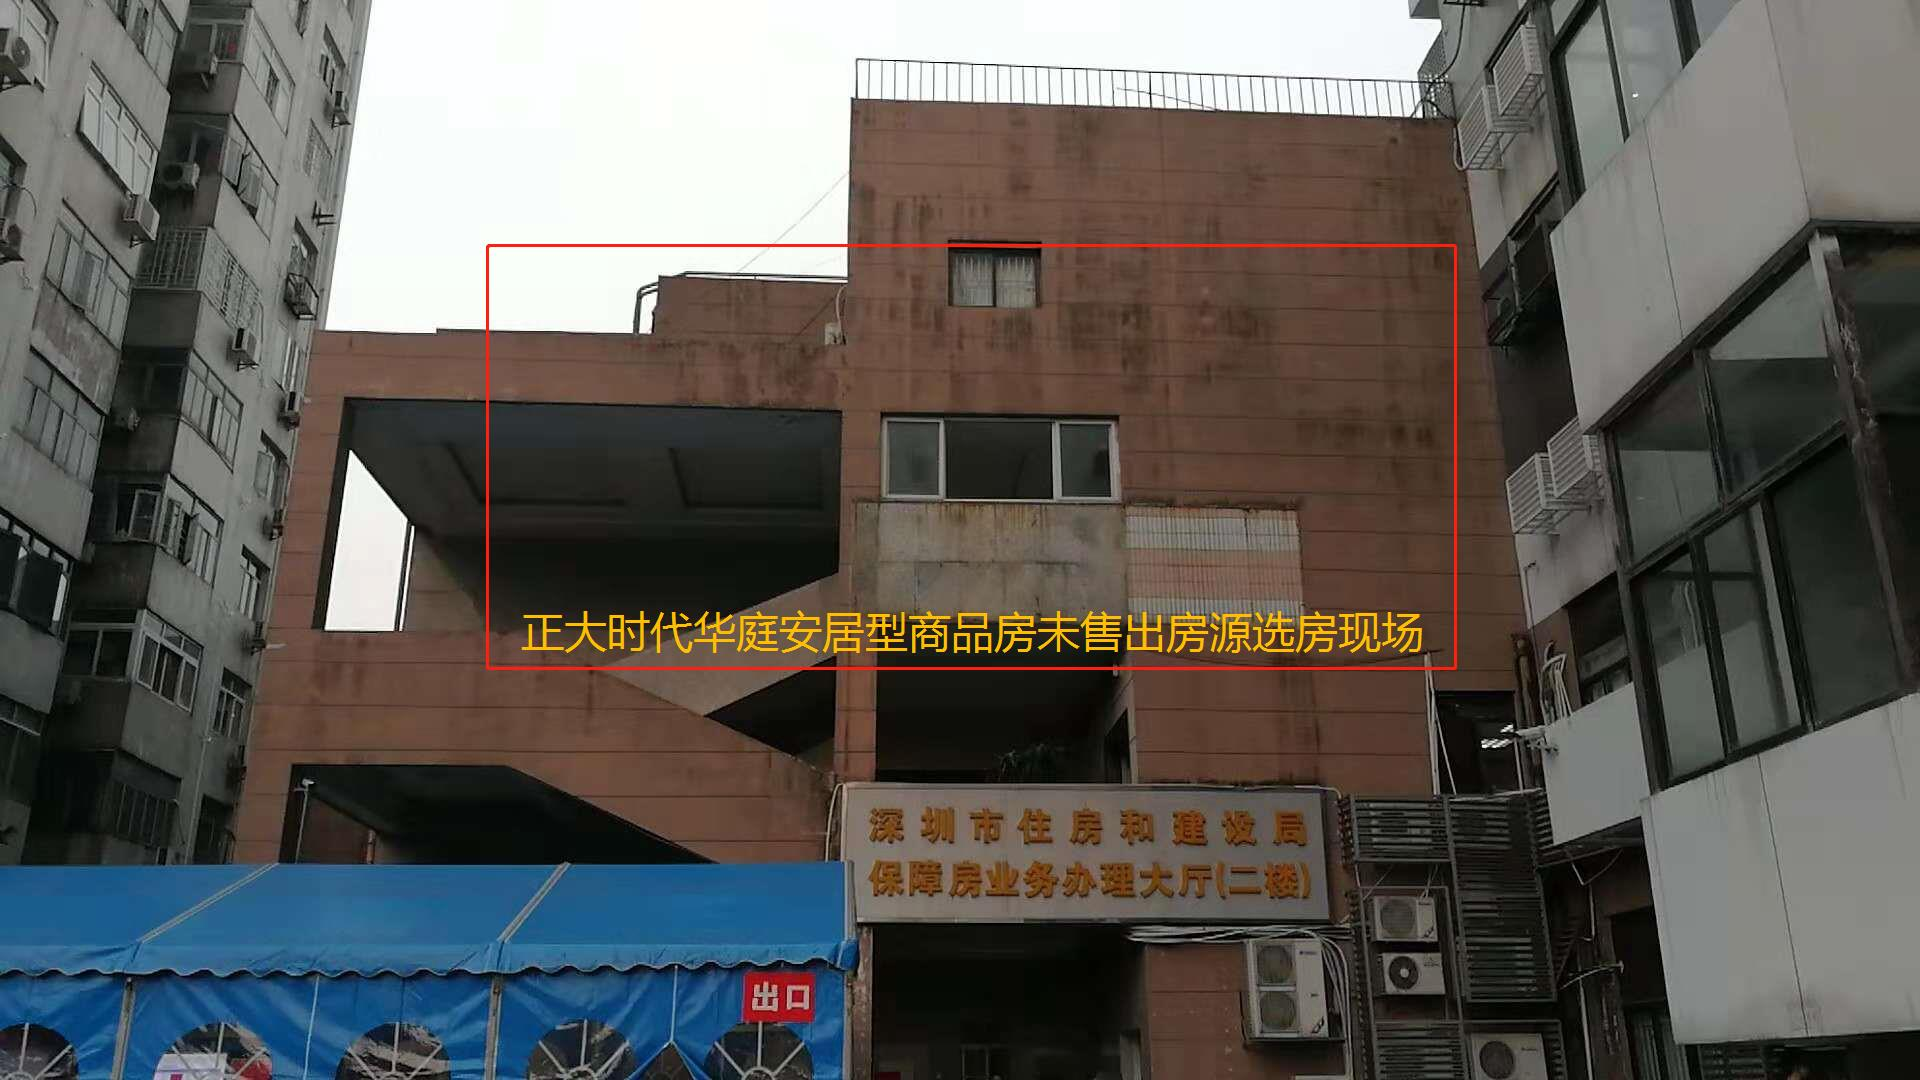 正大时代华庭安居型商品房未售出房源选房现场
深圳市住房和建设局
保障房业务办理大厅(二楼)
出口